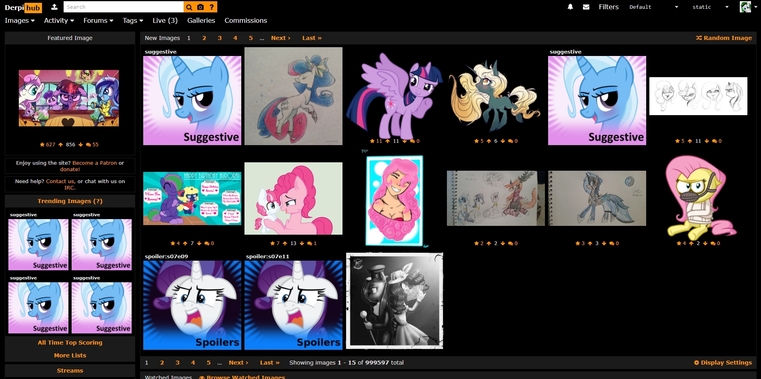 Derpi hub
Search
Filters Default static
Images Activity Forums Tags Live (3) Galleries Commissions
Featured Image
627 856 55
Enjoy using the site? Become a Patron or
donate!
Need help? Contact us, or chat with us on
IRC.
Trending Images (?)
suggestive suggestive
Suggestive Suggestive
suggestive suggestive
Suggestive Suggestive
All Time Top Scoring
More Lists
Streams
New Images 1 2 3 4 5 … Next › Last »
Random Image
suggestive suggestive
Suggestive Suggestive
11 11 0
5 6 0
5 11 0
4 7 0
7 13 1
2 2 0
3 3 0
4 2 0
spoiler:s07e09 spoiler:s07e11
Spoilers Spoilers
1 2 3 4 5 … Next › Last » Showing images 1 - 15 of 999597 total
Display Settings
Watched Images Browse Watched Images